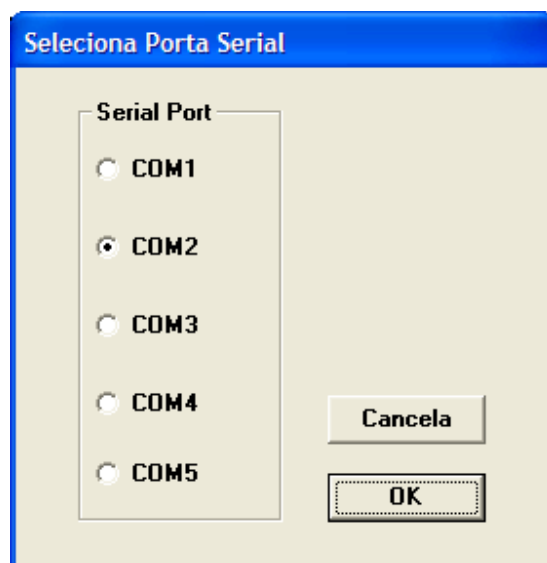 Seleciona Porta Serial
Serial Port
COM1
COM2
COM3
COM4
COM5
Cancela
OK